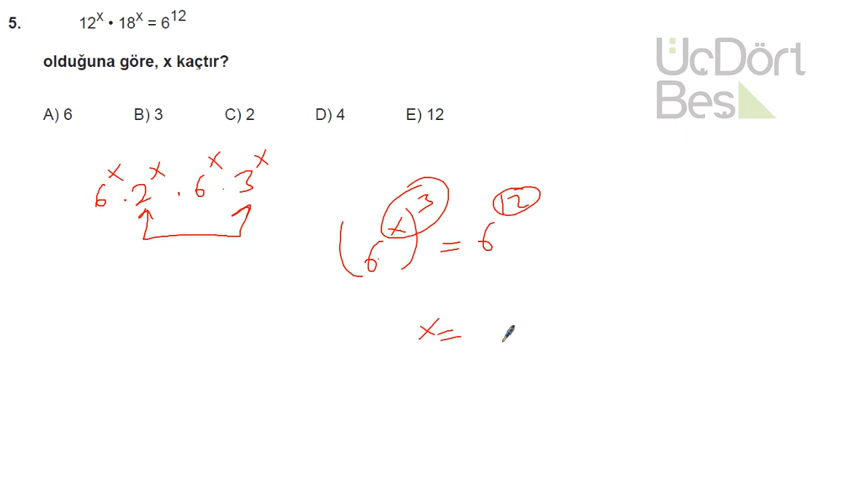 5. 12^x • 18^x = 6^12
olduğuna göre, x kaçtır?
A) 6 B) 3 C) 2 D) 4 E) 12
ÜçDört
Beş
6^x . 2^x . 6^x . 3^x
(6^x)^3 = 6^12
x =